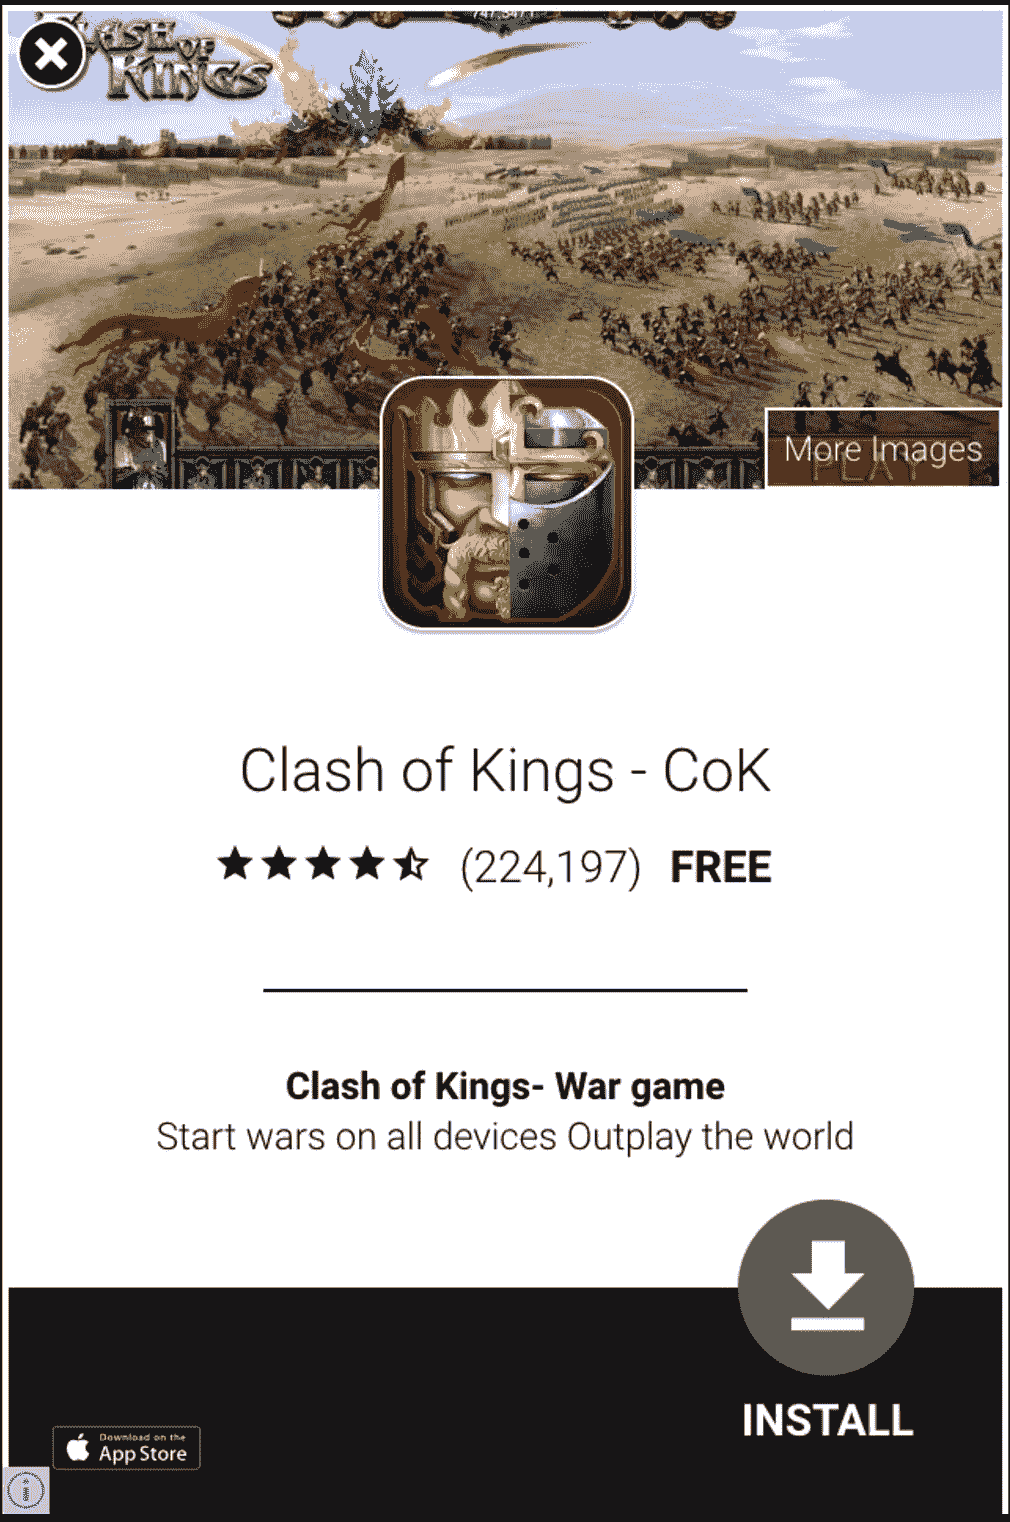 CLASH OF
KINGS
More Images
PLAY
Clash of Kings - CoK
(224,197) FREE
Clash of Kings- War game
Start wars on all devices Outplay the world
INSTALL
Download on the
App Store